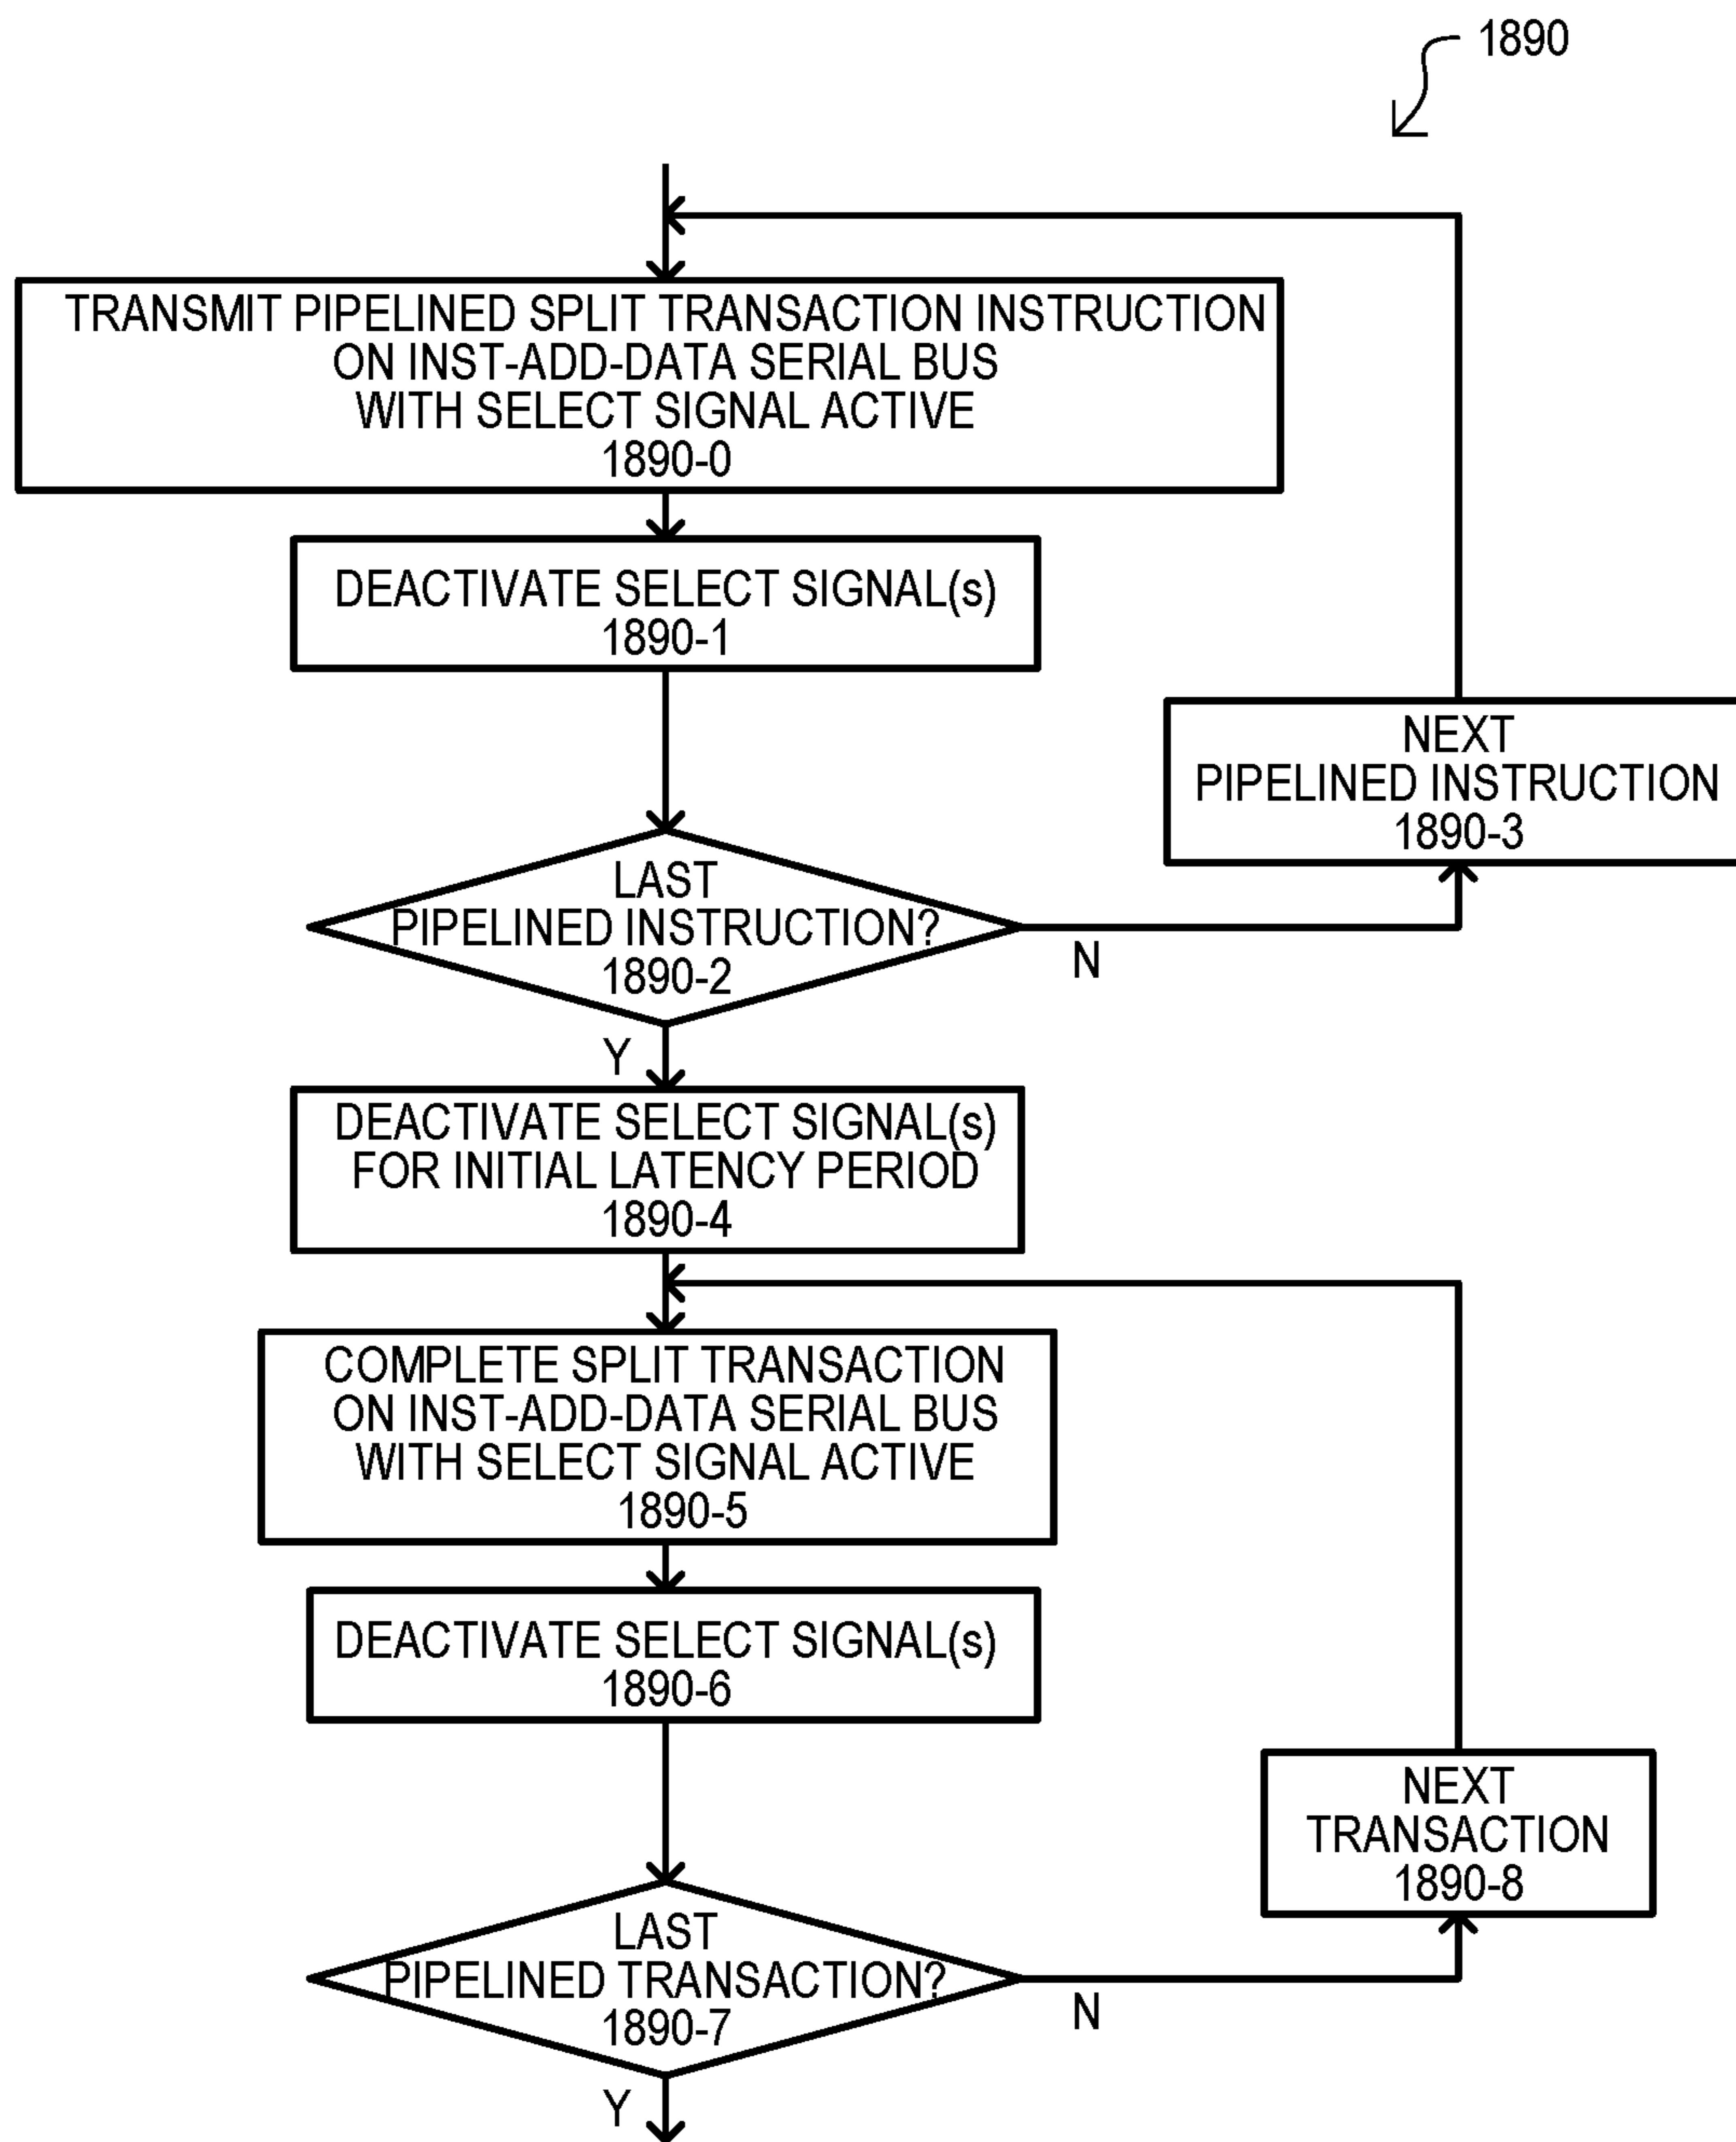 1890
TRANSMIT PIPELINED SPLIT TRANSACTION INSTRUCTION
ON INST-ADD-DATA SERIAL BUS
WITH SELECT SIGNAL ACTIVE
1890-0
DEACTIVATE SELECT SIGNAL(s)
1890-1
NEXT
PIPELINED INSTRUCTION
1890-3
LAST
PIPELINED INSTRUCTION?
1890-2
N
Y
DEACTIVATE SELECT SIGNAL(s)
FOR INITIAL LATENCY PERIOD
1890-4
COMPLETE SPLIT TRANSACTION
ON INST-ADD-DATA SERIAL BUS
WITH SELECT SIGNAL ACTIVE
1890-5
DEACTIVATE SELECT SIGNAL(s)
1890-6
NEXT
TRANSACTION
1890-8
LAST
PIPELINED TRANSACTION?
1890-7
N
Y